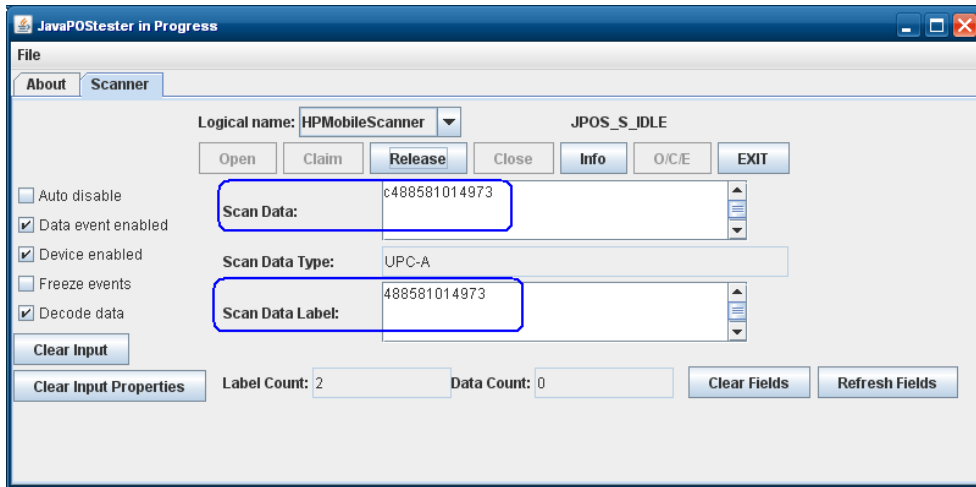 JavaPOStester in Progress
File
About Scanner
Logical name: HPMobileScanner JPOS_S_IDLE
Open Claim Release Close Info O/C/E EXIT
Auto disable
Data event enabled
Device enabled
Freeze events
Decode data
Clear Input
Clear Input Properties
Scan Data: c488581014973
Scan Data Type: UPC-A
Scan Data Label: 488581014973
Label Count: 2 Data Count: 0 Clear Fields Refresh Fields